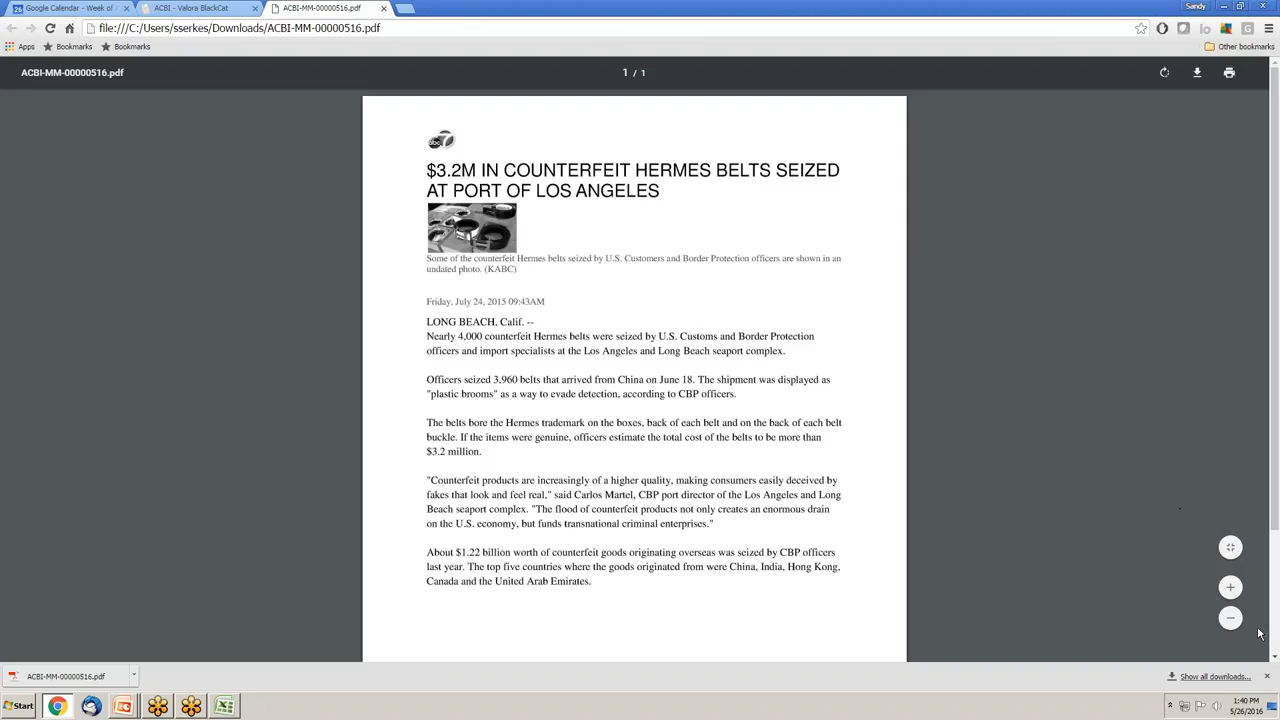 Google Calendar - Week of
ACBI - Valora BlackCat
ACBI-MM-00000516.pdf
Sandy
file:///C:/Users/sserkes/Downloads/ACBI-MM-00000516.pdf
Apps
Bookmarks
Bookmarks
Other bookmarks
ACBI-MM-00000516.pdf
1 / 1
abc 7
$3.2M IN COUNTERFEIT HERMES BELTS SEIZED
AT PORT OF LOS ANGELES
Some of the counterfeit Hermes belts seized by U.S. Customers and Border Protection officers are shown in an
undated photo. (KABC)
Friday, July 24, 2015 09:43AM
LONG BEACH, Calif. --
Nearly 4,000 counterfeit Hermes belts were seized by U.S. Customs and Border Protection
officers and import specialists at the Los Angeles and Long Beach seaport complex.
Officers seized 3,960 belts that arrived from China on June 18. The shipment was displayed as
"plastic brooms" as a way to evade detection, according to CBP officers.
The belts bore the Hermes trademark on the boxes, back of each belt and on the back of each belt
buckle. If the items were genuine, officers estimate the total cost of the belts to be more than
$3.2 million.
"Counterfeit products are increasingly of a higher quality, making consumers easily deceived by
fakes that look and feel real," said Carlos Martel, CBP port director of the Los Angeles and Long
Beach seaport complex. "The flood of counterfeit products not only creates an enormous drain
on the U.S. economy, but funds transnational criminal enterprises."
About $1.22 billion worth of counterfeit goods originating overseas was seized by CBP officers
last year. The top five countries where the goods originated from were China, India, Hong Kong,
Canada and the United Arab Emirates.
ACBI-MM-00000516.pdf
Show all downloads...
Start
1:40 PM
5/26/2016